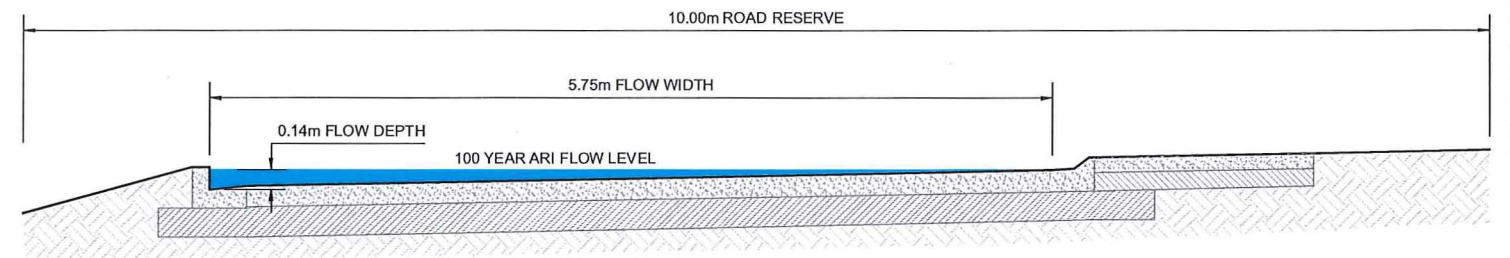 10.00m ROAD RESERVE
5.75m FLOW WIDTH
0.14m FLOW DEPTH
100 YEAR ARI FLOW LEVEL